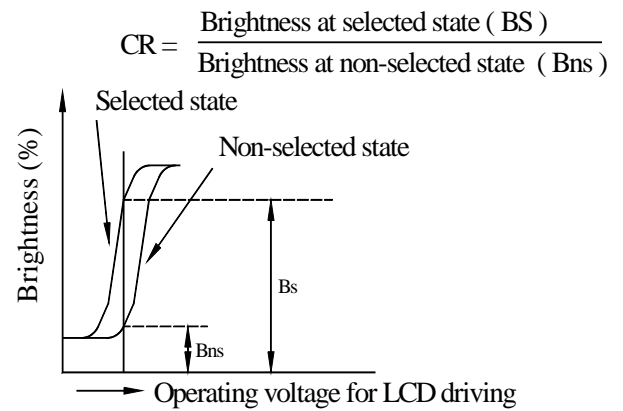 CR = Brightness at selected state ( BS )
Brightness at non-selected state ( Bns )
Selected state
Non-selected state
Brightness (%)
Bs
Bns
Operating voltage for LCD driving